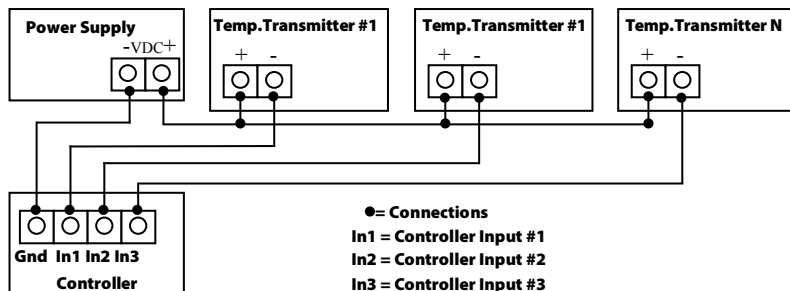 Power Supply
-VDC+
Temp.Transmitter #1
+ -
Temp.Transmitter #1
+ -
Temp.Transmitter N
+ -
Gnd In1 In2 In3
Controller
●= Connections
In1 = Controller Input #1
In2 = Controller Input #2
In3 = Controller Input #3